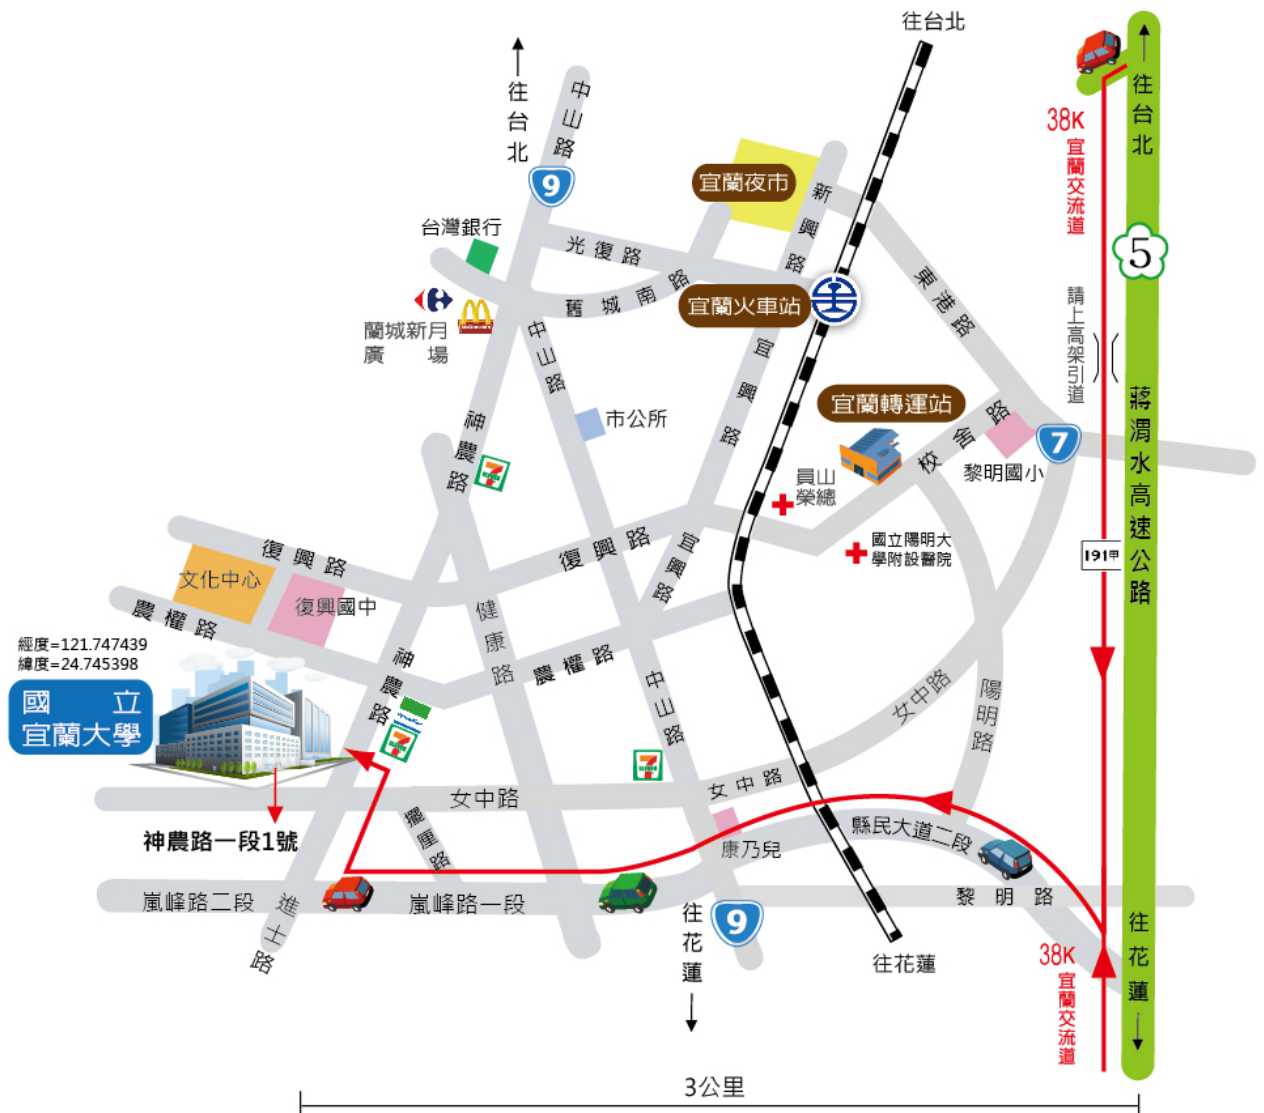 往台北
往台北
中山路
9
往台北
38K
宜蘭交流道
5
宜蘭夜市
新興路
台灣銀行
光復路
舊城南路
東港路
宜蘭火車站
請上高架引道
蘭城新月
廣場
McDonald's
中山路
宜興路
蔣渭水高速公路
宜蘭轉運站
市公所
神農路
7
ELEVEN
校舍路
黎明國小
7
員山
榮總
國立陽明大
學附設醫院
191甲
復興路
復興路
宜興路
文化中心
復興國中
農權路
健康路
農權路
經度=121.747439
緯度=24.745398
國立
宜蘭大學
神農路
7
ELEVEN
中山路
女中路
陽明路
7
ELEVEN
女中路
女中路
擺厘路
神農路一段1號
康乃兒
縣民大道二段
嵐峰路二段
進士路
嵐峰路一段
黎明路
往花蓮
9
往花蓮
往花蓮
38K
宜蘭交流道
3公里